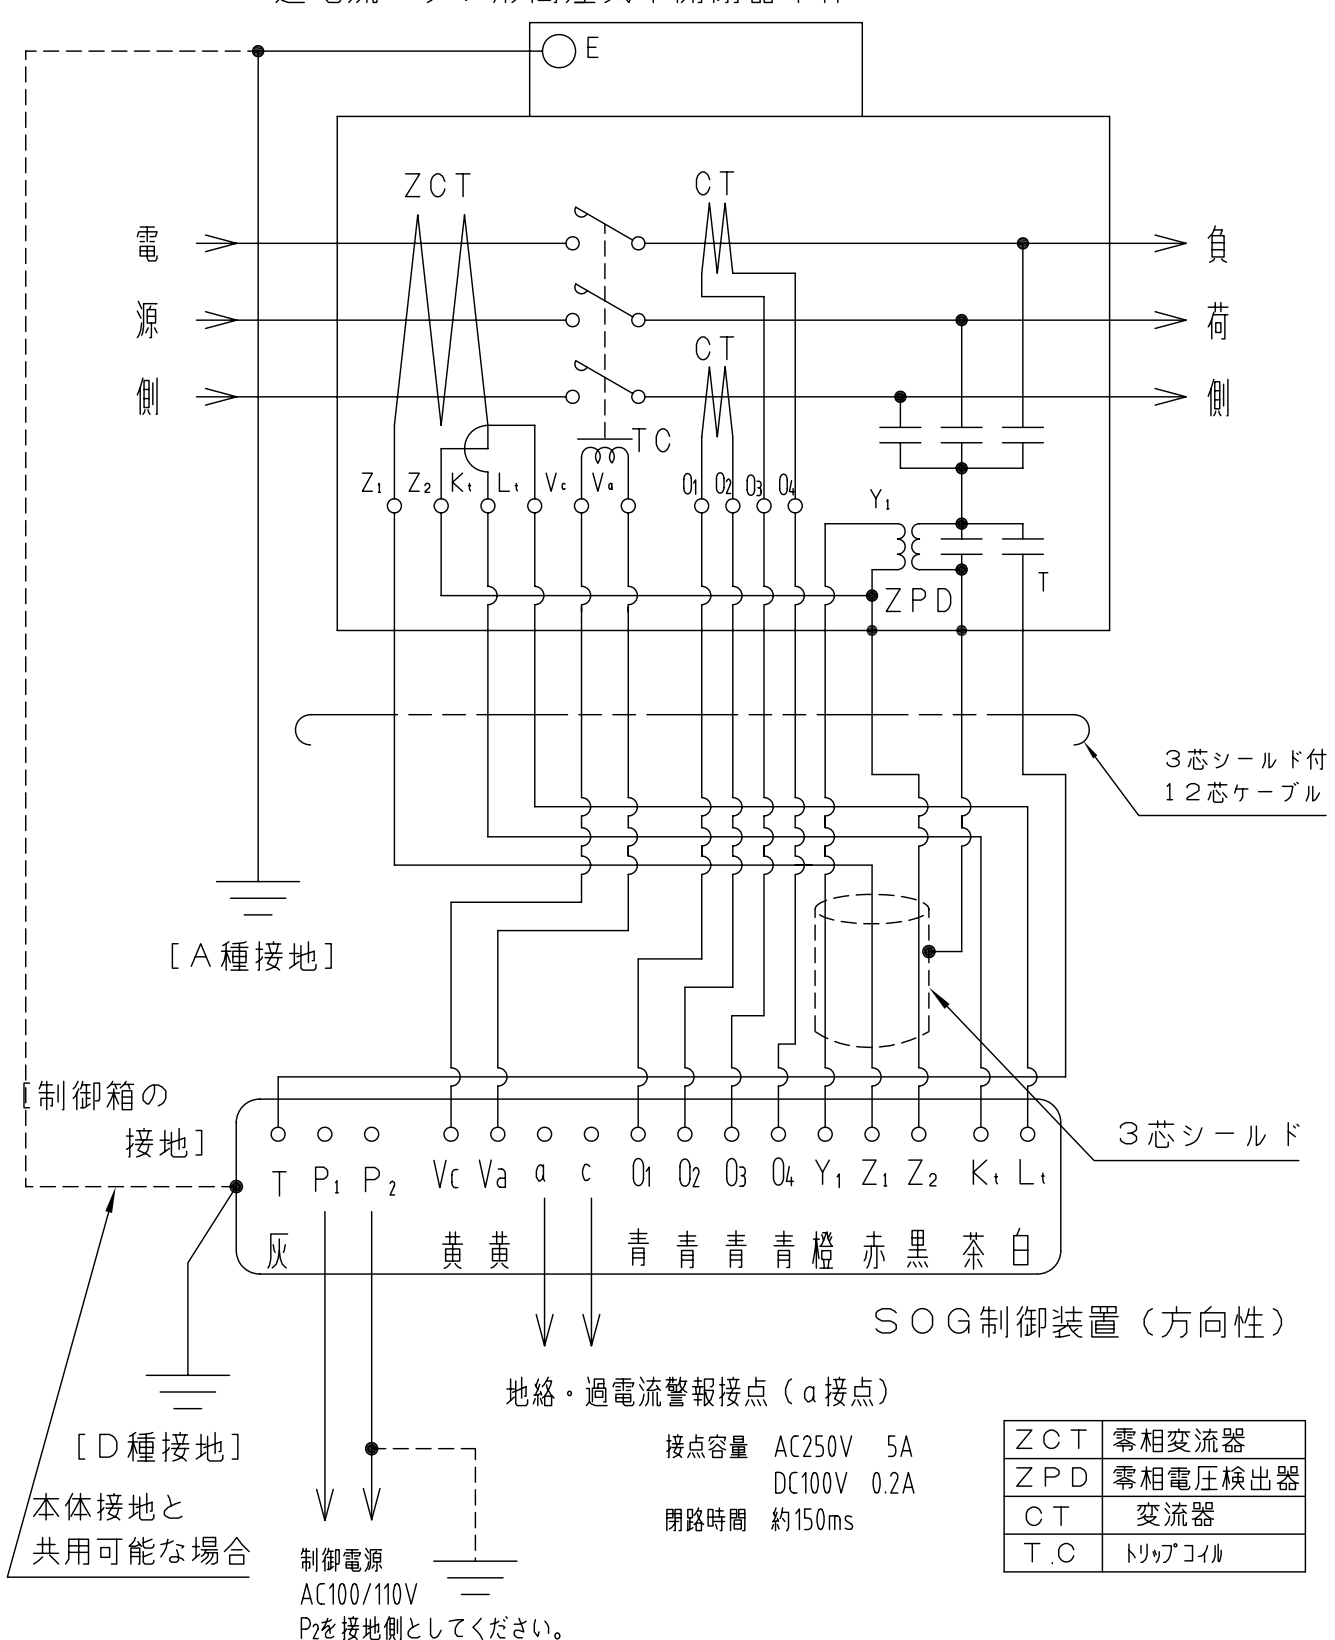 E
ZCT
CT
電
負
源
荷
CT
側
側
TC
Z₁ Z₂ Kt Lt Vc Va O₁ O₂ O₃ O₄ Y₁
T
ZPD
3芯シールド付
12芯ケーブル
[A種接地]
[制御箱の
接地]
3芯シールド
T P₁ P₂ Vc Va a c O₁ O₂ O₃ O₄ Y₁ Z₁ Z₂ Kt Lt
灰 黄 黄 青 青 青 青 橙 赤 黒 茶 白
SOG制御装置(方向性)
地絡・過電流警報接点(a接点)
[D種接地]
接点容量 AC250V 5A
DC100V 0.2A
閉路時間 約150ms
本体接地と
共用可能な場合
制御電源
AC100/110V
P₂を接地側としてください。
ZCT 零相変流器
ZPD 零相電圧検出器
CT 変流器
T.C トリップコイル